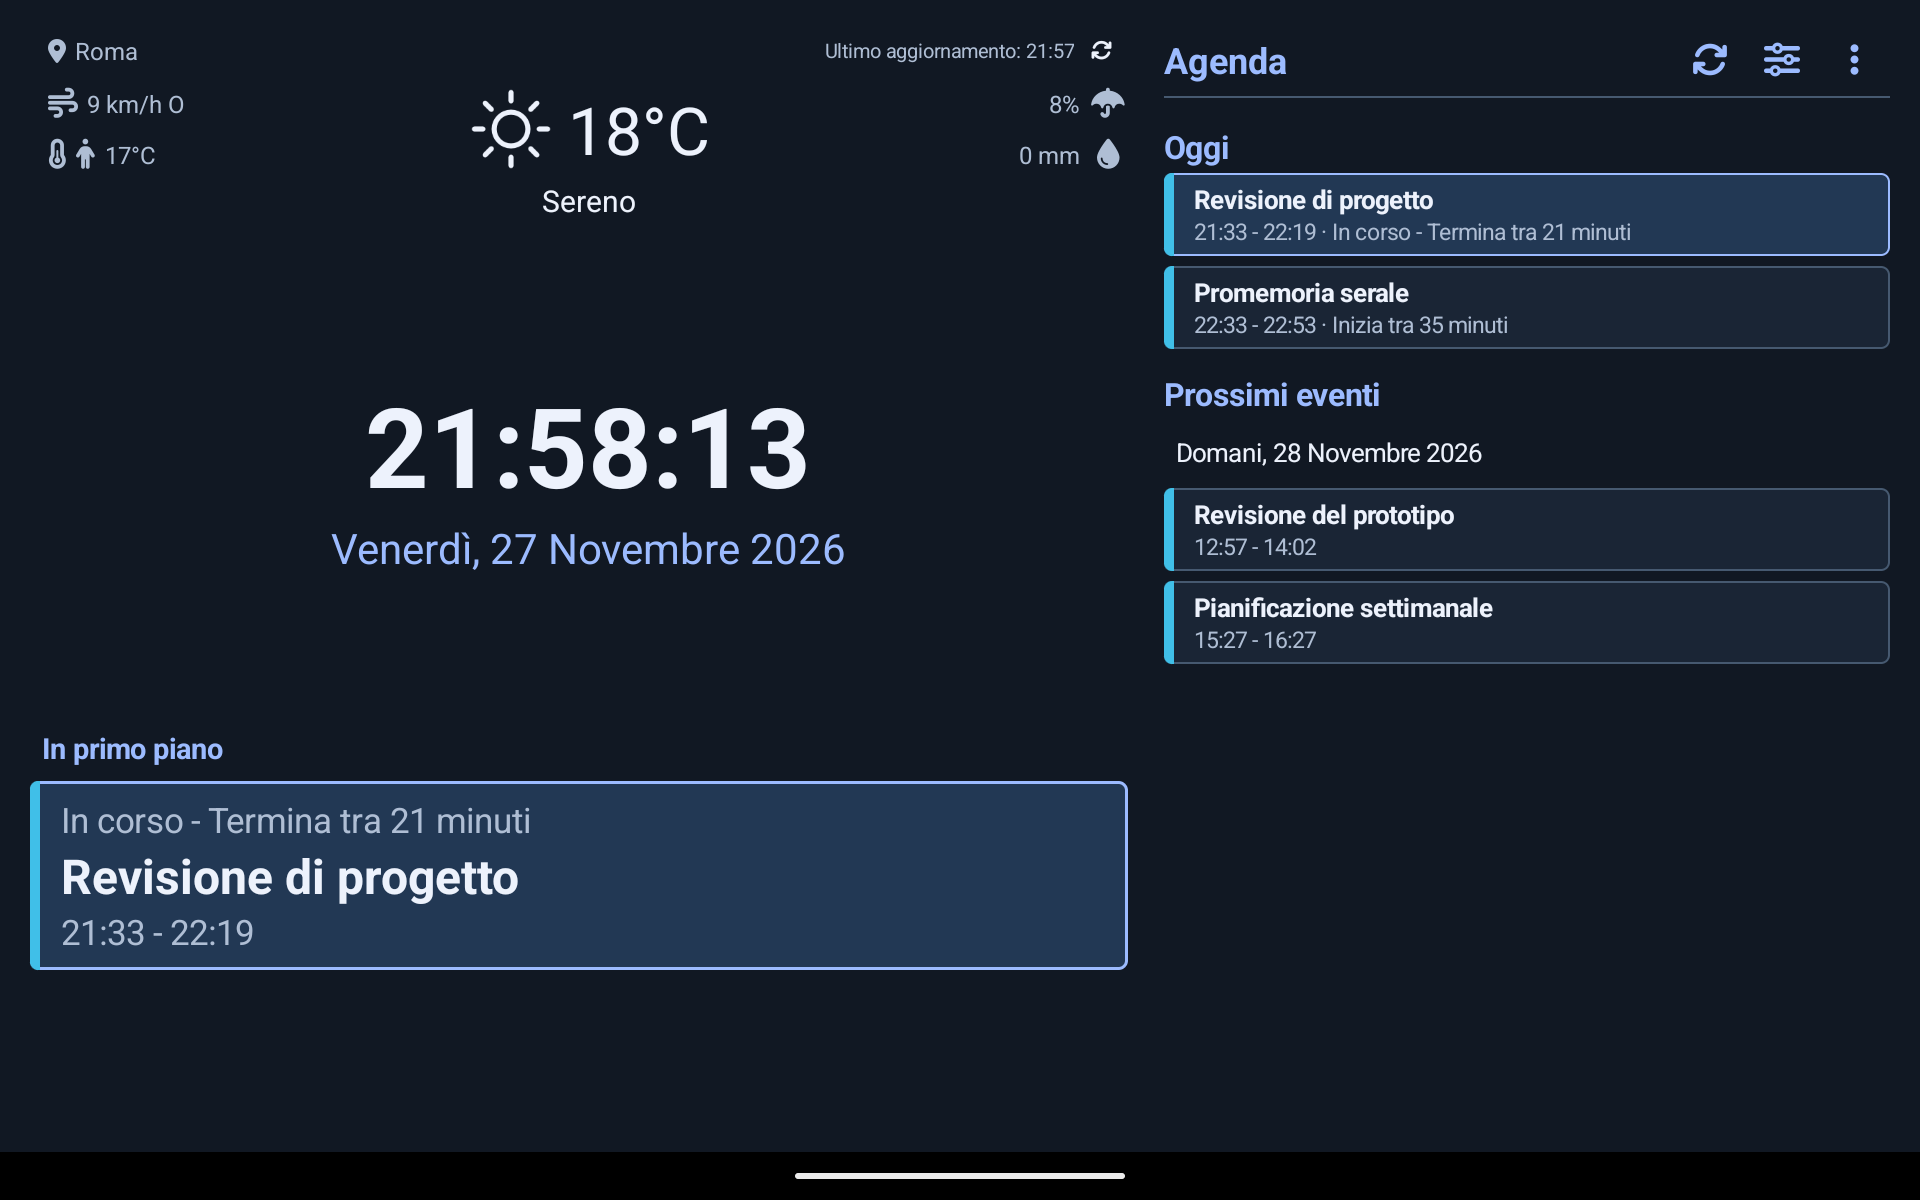 Roma
9 km/h O
17°C
Ultimo aggiornamento: 21:57
8%
0 mm
18°C
Sereno
21:58:13
Venerdì, 27 Novembre 2026
In primo piano
In corso - Termina tra 21 minuti
Revisione di progetto
21:33 - 22:19
Agenda
Oggi
Revisione di progetto
21:33 - 22:19 · In corso - Termina tra 21 minuti
Promemoria serale
22:33 - 22:53 · Inizia tra 35 minuti
Prossimi eventi
Domani, 28 Novembre 2026
Revisione del prototipo
12:57 - 14:02
Pianificazione settimanale
15:27 - 16:27